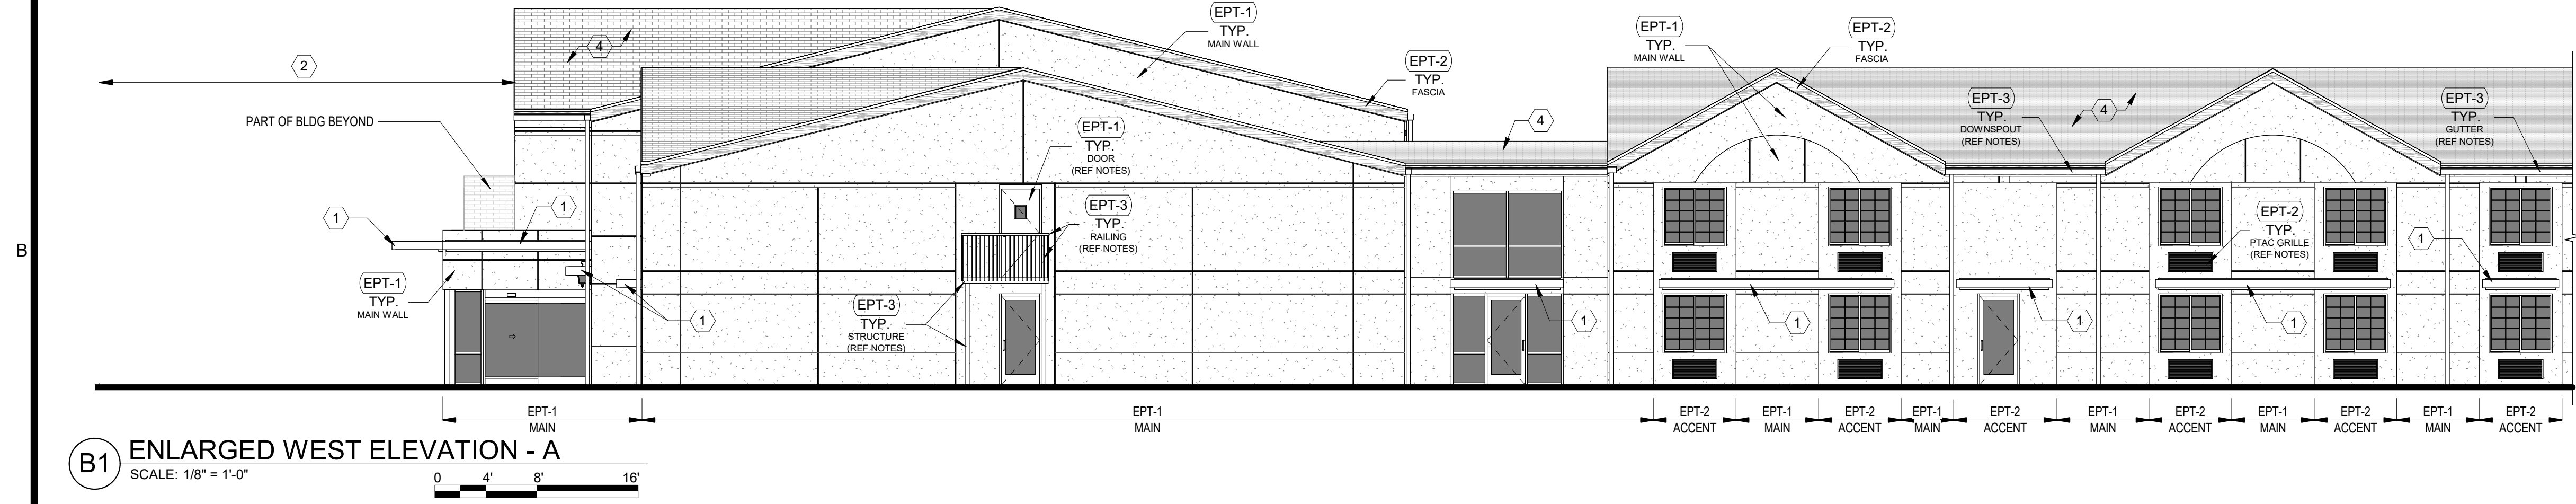 EPT-1
TYP.
MAIN WALL
EPT-2
TYP.
FASCIA
EPT-1
TYP.
MAIN WALL
EPT-2
TYP.
FASCIA
4
2
PART OF BLDG BEYOND
EPT-1
TYP.
DOOR
(REF NOTES)
4
EPT-3
TYP.
DOWNSPOUT
(REF NOTES)
4
EPT-3
TYP.
GUTTER
(REF NOTES)
1
1
EPT-3
TYP.
RAILING
(REF NOTES)
EPT-2
TYP.
PTAC GRILLE
(REF NOTES)
1
B
EPT-1
TYP.
MAIN WALL
1
EPT-3
TYP.
STRUCTURE
(REF NOTES)
1
1
1
1
EPT-1
MAIN
EPT-1
MAIN
EPT-2
ACCENT
EPT-1
MAIN
EPT-2
ACCENT
EPT-1
MAIN
EPT-2
ACCENT
EPT-1
MAIN
EPT-2
ACCENT
EPT-1
MAIN
EPT-2
ACCENT
EPT-1
MAIN
EPT-2
ACCENT
B1
ENLARGED WEST ELEVATION - A
SCALE: 1/8" = 1'-0"
0 4' 8' 16'